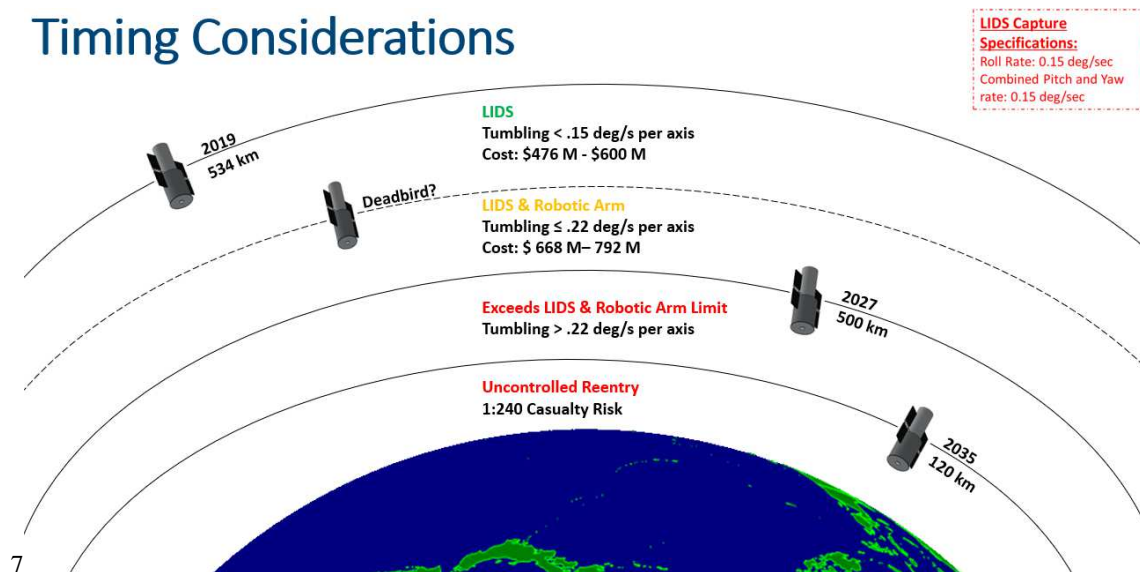 Timing Considerations
LIDS Capture
Specifications:
Roll Rate: 0.15 deg/sec
Combined Pitch and Yaw
rate: 0.15 deg/sec
2019
534 km
LIDS
Tumbling < .15 deg/s per axis
Cost: $476 M - $600 M
Deadbird?
LIDS & Robotic Arm
Tumbling ≤ .22 deg/s per axis
Cost: $ 668 M– 792 M
2027
500 km
Exceeds LIDS & Robotic Arm Limit
Tumbling > .22 deg/s per axis
Uncontrolled Reentry
1:240 Casualty Risk
2035
120 km
7